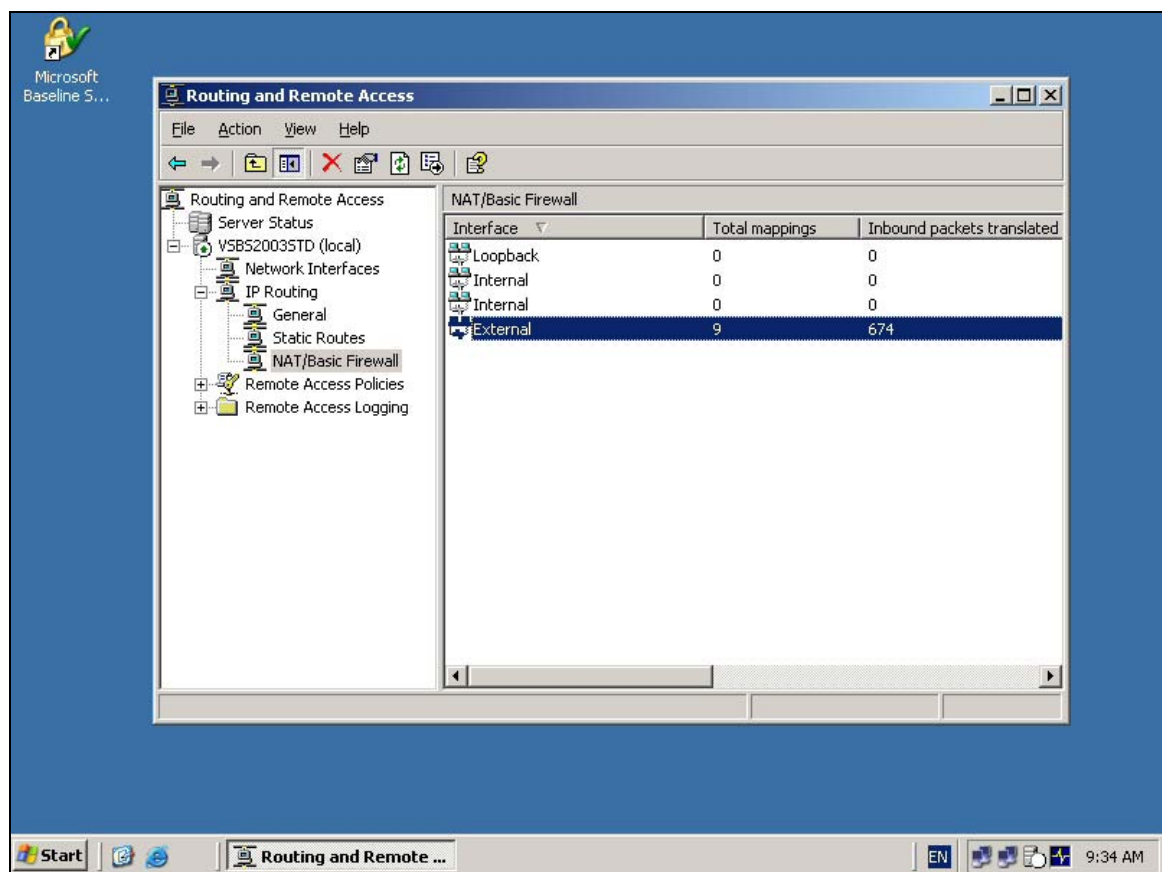 Microsoft
Baseline S...
Routing and Remote Access
File Action View Help
Routing and Remote Access
Server Status
VSBS2003STD (local)
Network Interfaces
IP Routing
General
Static Routes
NAT/Basic Firewall
Remote Access Policies
Remote Access Logging
NAT/Basic Firewall
Interface Total mappings Inbound packets translated
Loopback 0 0
Internal 0 0
Internal 0 0
External 9 674
Start Routing and Remote ... EN 9:34 AM